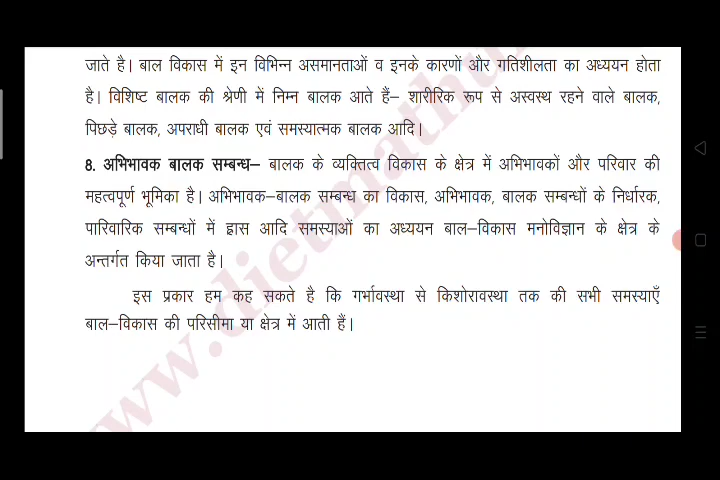 जाते है। बाल विकास में इन विभिन्न असमानताओं व इनके कारणों और गतिशीलता का अध्ययन होता
है। विशिष्ट बालक की श्रेणी में निम्न बालक आते हैं– शारीरिक रूप से अस्वस्थ रहने वाले बालक,
पिछड़े बालक, अपराधी बालक एवं समस्यात्मक बालक आदि।
8. अभिभावक बालक सम्बन्ध– बालक के व्यक्तित्व विकास के क्षेत्र में अभिभावकों और परिवार की
महत्वपूर्ण भूमिका है। अभिभावक–बालक सम्बन्ध का विकास, अभिभावक, बालक सम्बन्धों के निर्धारक,
पारिवारिक सम्बन्धों में ह्रास आदि समस्याओं का अध्ययन बाल–विकास मनोविज्ञान के क्षेत्र के
अन्तर्गत किया जाता है।
इस प्रकार हम कह सकते है कि गर्भावस्था से किशोरावस्था तक की सभी समस्याएँ
बाल–विकास की परिसीमा या क्षेत्र में आती हैं।
www.dietmathu